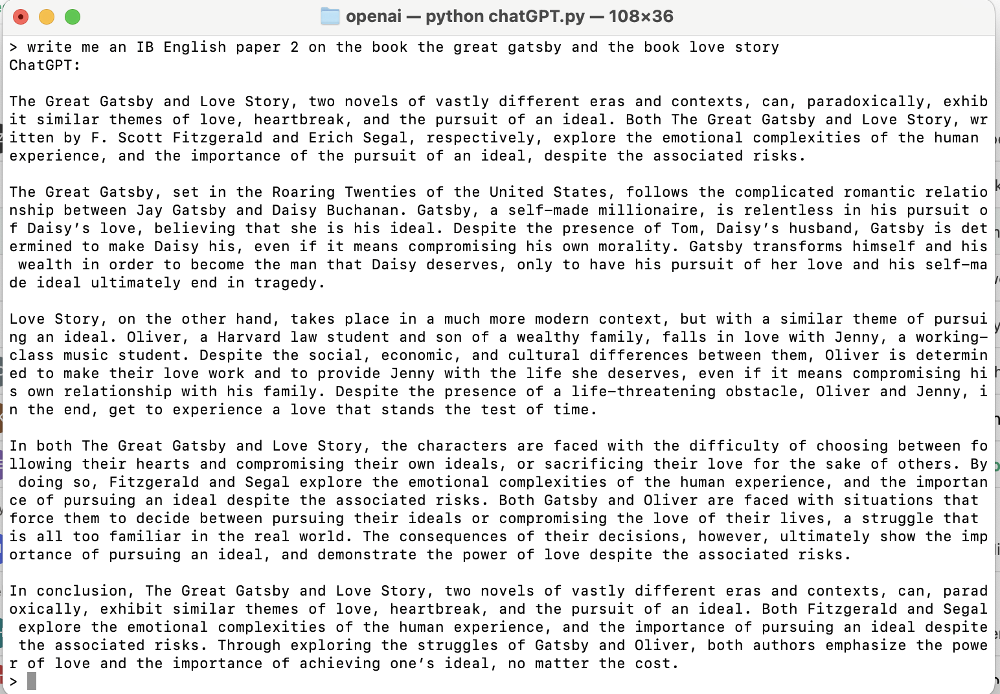 openai — python chatGPT.py — 108×36
> write me an IB English paper 2 on the book the great gatsby and the book love story
ChatGPT:
The Great Gatsby and Love Story, two novels of vastly different eras and contexts, can, paradoxically, exhib
it similar themes of love, heartbreak, and the pursuit of an ideal. Both The Great Gatsby and Love Story, wr
itten by F. Scott Fitzgerald and Erich Segal, respectively, explore the emotional complexities of the human
experience, and the importance of the pursuit of an ideal, despite the associated risks.
The Great Gatsby, set in the Roaring Twenties of the United States, follows the complicated romantic relatio
nship between Jay Gatsby and Daisy Buchanan. Gatsby, a self-made millionaire, is relentless in his pursuit o
f Daisy's love, believing that she is his ideal. Despite the presence of Tom, Daisy's husband, Gatsby is det
ermined to make Daisy his, even if it means compromising his own morality. Gatsby transforms himself and his
wealth in order to become the man that Daisy deserves, only to have his pursuit of her love and his self-ma
de ideal ultimately end in tragedy.
Love Story, on the other hand, takes place in a much more modern context, but with a similar theme of pursui
ng an ideal. Oliver, a Harvard law student and son of a wealthy family, falls in love with Jenny, a working-
class music student. Despite the social, economic, and cultural differences between them, Oliver is determin
ed to make their love work and to provide Jenny with the life she deserves, even if it means compromising hi
s own relationship with his family. Despite the presence of a life-threatening obstacle, Oliver and Jenny, i
n the end, get to experience a love that stands the test of time.
In both The Great Gatsby and Love Story, the characters are faced with the difficulty of choosing between fo
llowing their hearts and compromising their own ideals, or sacrificing their love for the sake of others. By
doing so, Fitzgerald and Segal explore the emotional complexities of the human experience, and the importan
ce of pursuing an ideal despite the associated risks. Both Gatsby and Oliver are faced with situations that
force them to decide between pursuing their ideals or compromising the love of their lives, a struggle that
is all too familiar in the real world. The consequences of their decisions, however, ultimately show the imp
ortance of pursuing an ideal, and demonstrate the power of love despite the associated risks.
In conclusion, The Great Gatsby and Love Story, two novels of vastly different eras and contexts, can, parad
oxically, exhibit similar themes of love, heartbreak, and the pursuit of an ideal. Both Fitzgerald and Segal
explore the emotional complexities of the human experience, and the importance of pursuing an ideal despite
the associated risks. Through exploring the struggles of Gatsby and Oliver, both authors emphasize the powe
r of love and the importance of achieving one's ideal, no matter the cost.
>